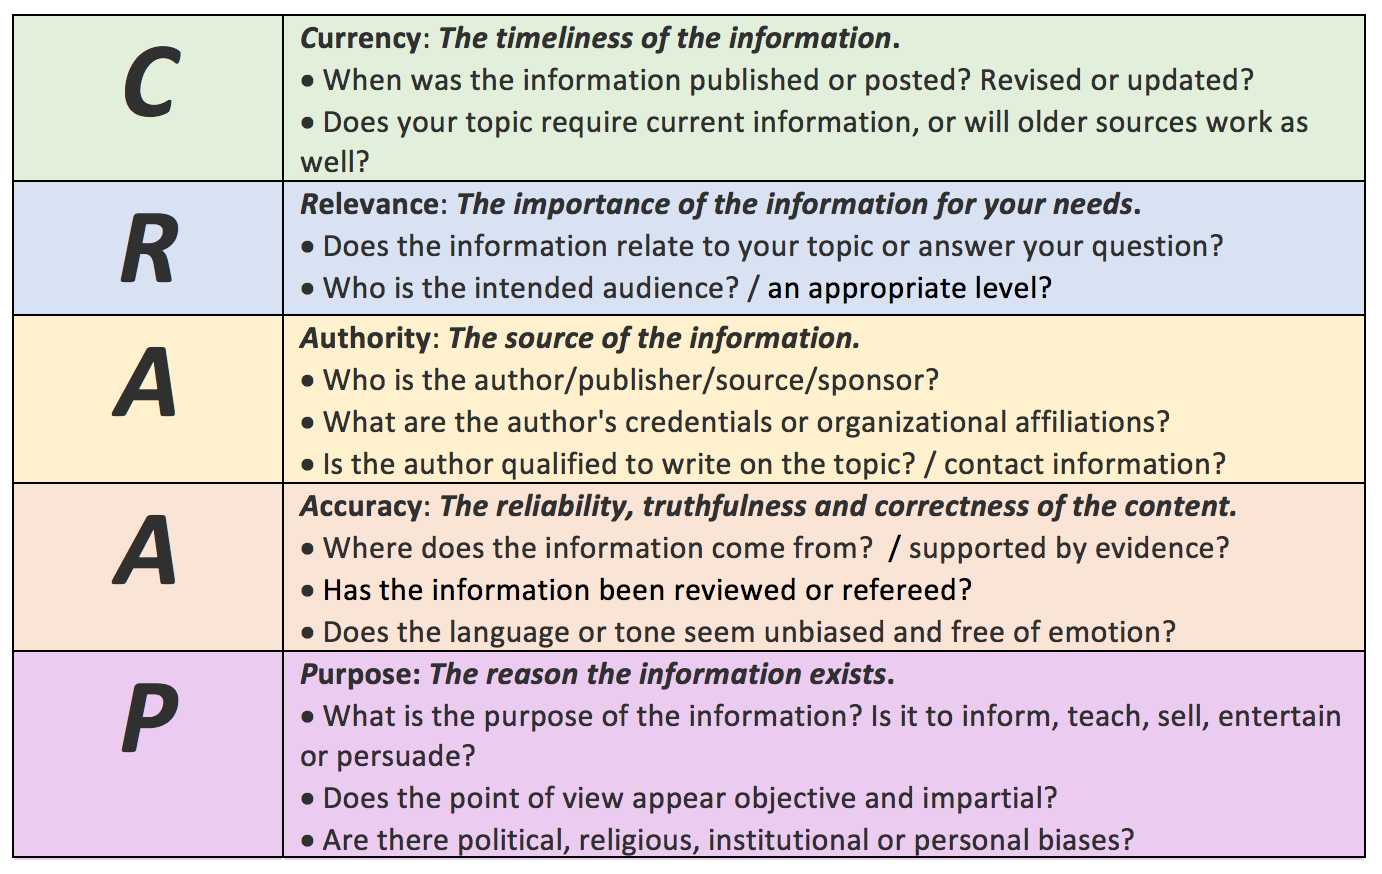 C
Currency: The timeliness of the information.
• When was the information published or posted? Revised or updated?
• Does your topic require current information, or will older sources work as
well?
R
Relevance: The importance of the information for your needs.
• Does the information relate to your topic or answer your question?
• Who is the intended audience? / an appropriate level?
A
Authority: The source of the information.
• Who is the author/publisher/source/sponsor?
• What are the author's credentials or organizational affiliations?
• Is the author qualified to write on the topic? / contact information?
A
Accuracy: The reliability, truthfulness and correctness of the content.
• Where does the information come from?  / supported by evidence?
• Has the information been reviewed or refereed?
• Does the language or tone seem unbiased and free of emotion?
P
Purpose: The reason the information exists.
• What is the purpose of the information? Is it to inform, teach, sell, entertain
or persuade?
• Does the point of view appear objective and impartial?
• Are there political, religious, institutional or personal biases?